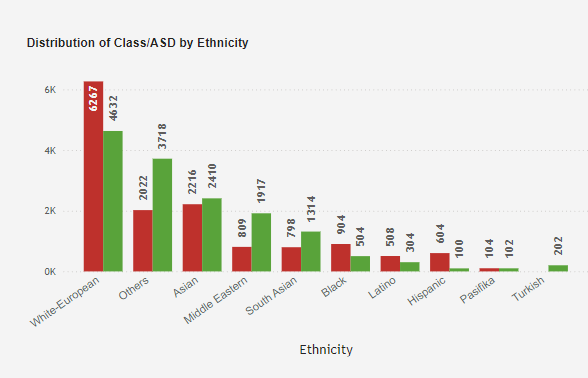 Distribution of Class/ASD by Ethnicity
6K
4K
2K
0K
6267
4632
2022
3718
2216
2410
809
1917
798
1314
904
504
508
304
604
100
104
102
202
White-European
Others
Asian
Middle Eastern
South Asian
Black
Latino
Hispanic
Pasifika
Turkish
Ethnicity